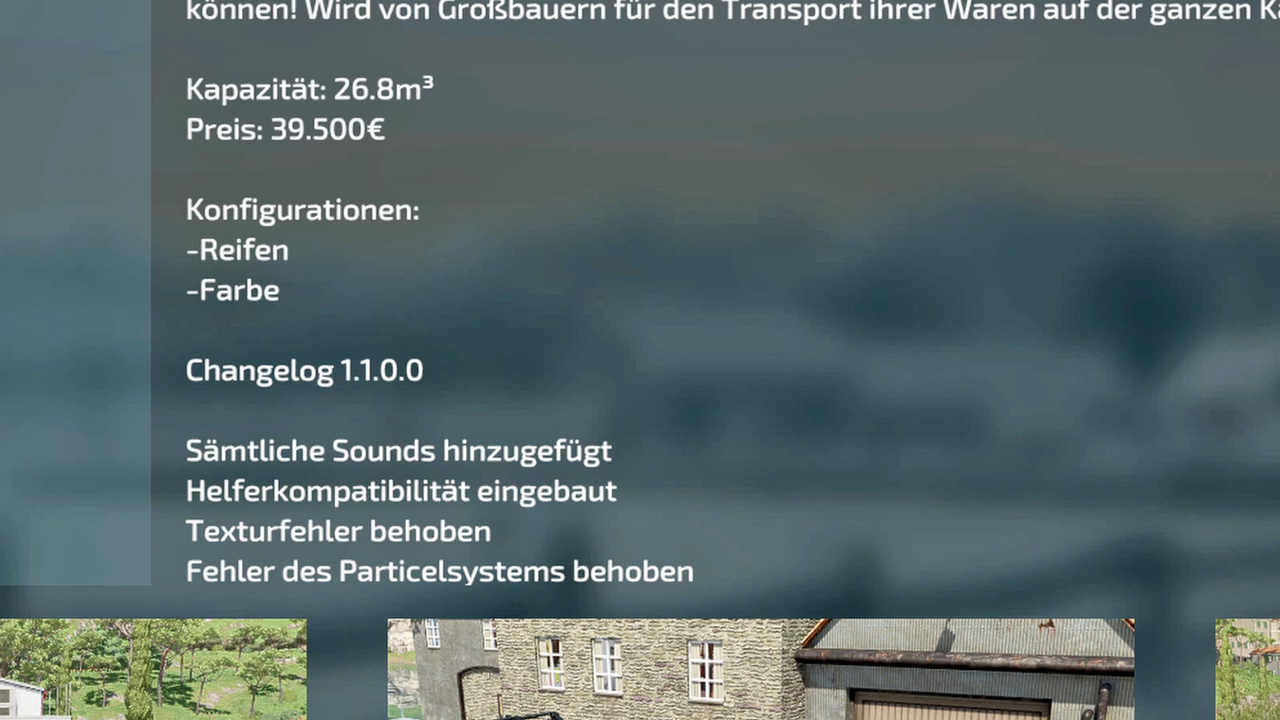 können! Wird von Großbauern für den Transport ihrer Waren auf der ganzen
Kapazität: 26.8m³
Preis: 39.500€
Konfigurationen:
-Reifen
-Farbe
Changelog 1.1.0.0
Sämtliche Sounds hinzugefügt
Helferkompatibilität eingebaut
Texturfehler behoben
Fehler des Particelsystems behoben